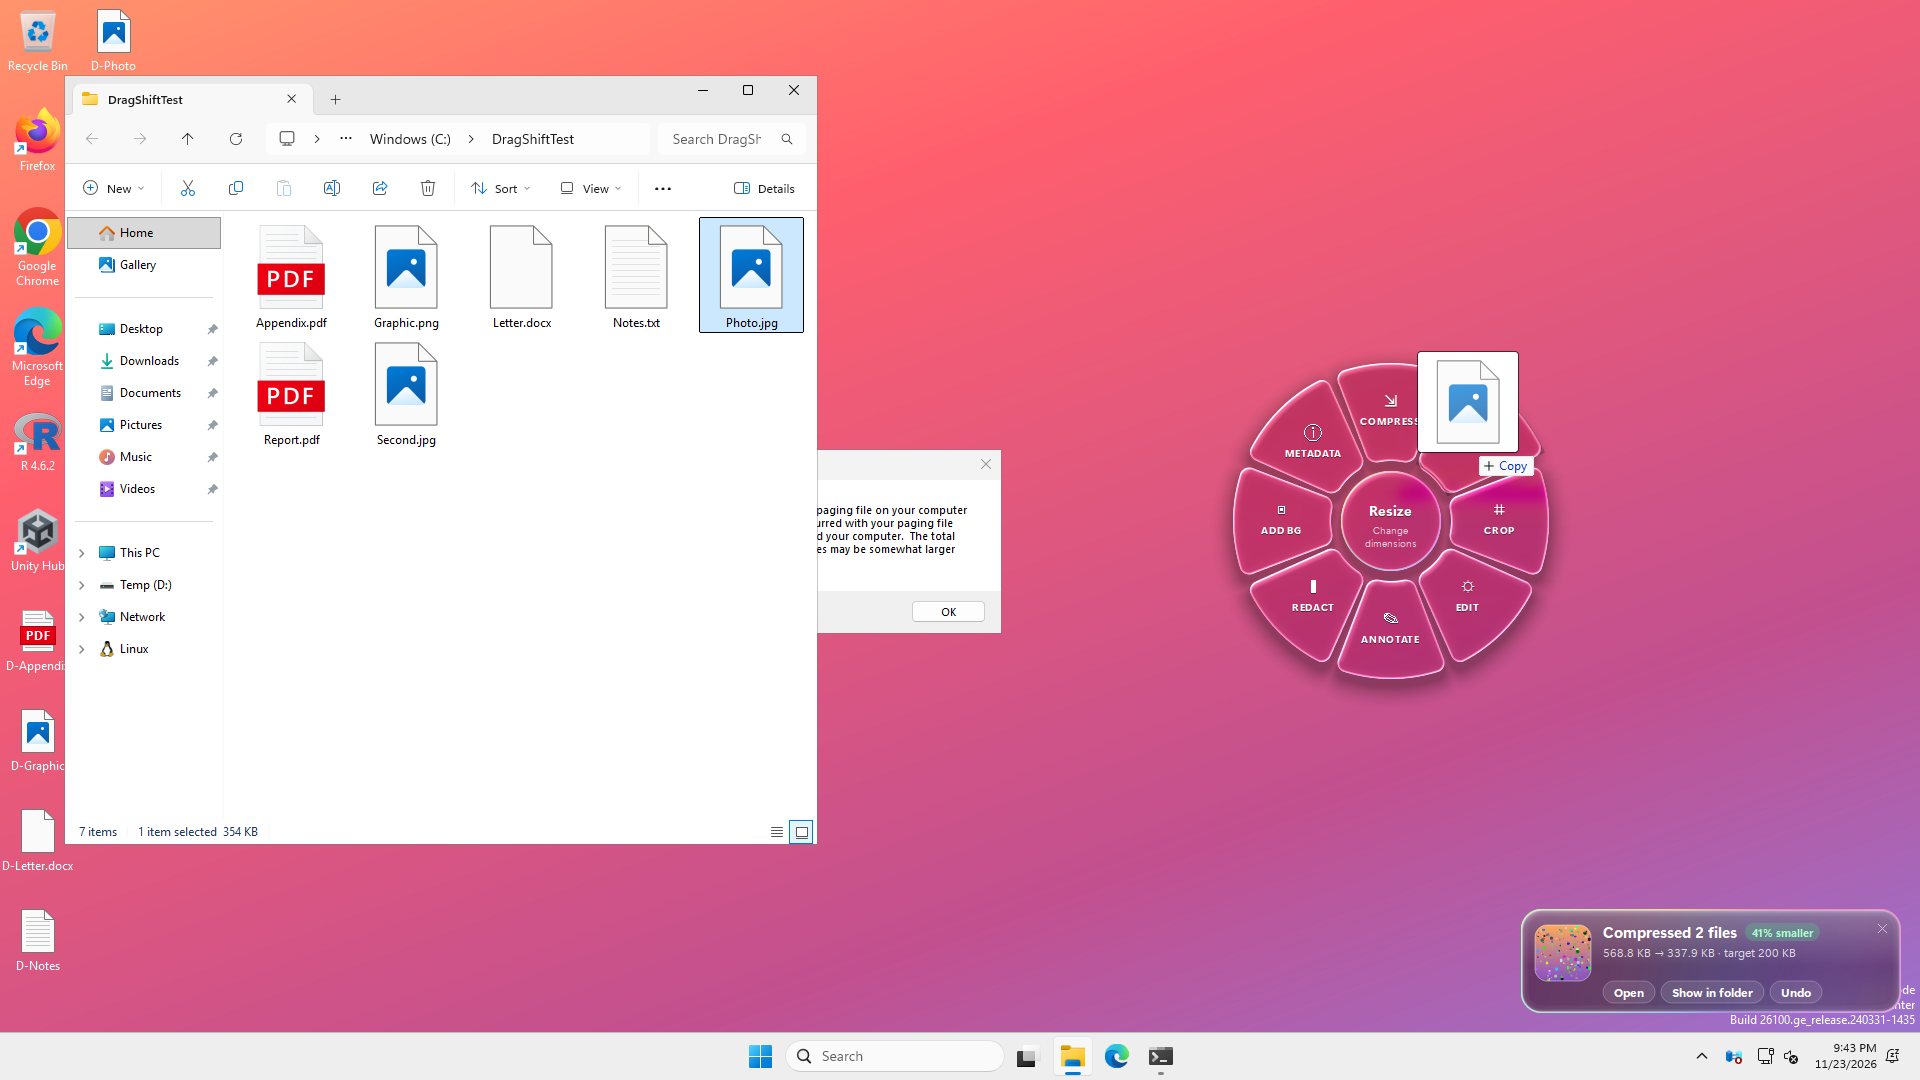 Recycle Bin
D-Photo
Firefox
Google
Chrome
Microsoft
Edge
R 4.6.2
Unity Hub
D-Appendi
D-Graphic
D-Letter.docx
D-Notes
DragShiftTest
Windows (C:)
DragShiftTest
Search DragSh
New
Sort
View
Details
Home
Gallery
Desktop
Downloads
Documents
Pictures
Music
Videos
This PC
Temp (D:)
Network
Linux
PDF
Appendix.pdf
Graphic.png
Letter.docx
Notes.txt
Photo.jpg
PDF
Report.pdf
Second.jpg
7 items
1 item selected 354 KB
paging file on your computer
urred with your paging file
d your computer. The total
es may be somewhat larger
OK
COMPRESS
METADATA
Copy
ADD BG
Resize
Change
dimensions
CROP
REDACT
EDIT
ANNOTATE
Compressed 2 files
41% smaller
568.8 KB → 337.9 KB · target 200 KB
Open
Show in folder
Undo
Build 26100.ge_release.240331-1435
Search
9:43 PM
11/23/2026
PDF